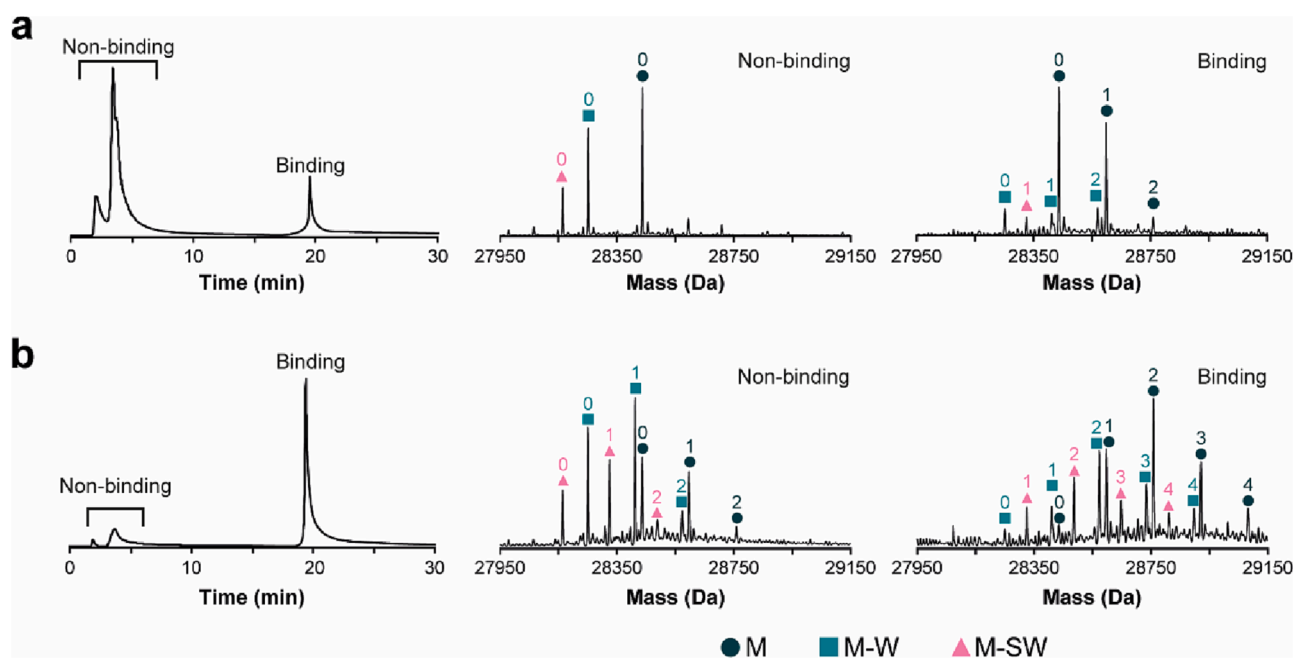 a
Non-binding
Binding
0 10 20 30
Time (min)
Non-binding
0
0
0
27950 28350 28750 29150
Mass (Da)
Binding
0 1 1 0 2 1 2
27950 28350 28750 29150
Mass (Da)
b
Non-binding
Binding
0 10 20 30
Time (min)
Non-binding
0 0 1 1 0 2 2 1 2
27950 28350 28750 29150
Mass (Da)
Binding
0 1 1 0 2 2 1 3 3 2 4 4 3 4
27950 28350 28750 29150
Mass (Da)
M M-W M-SW